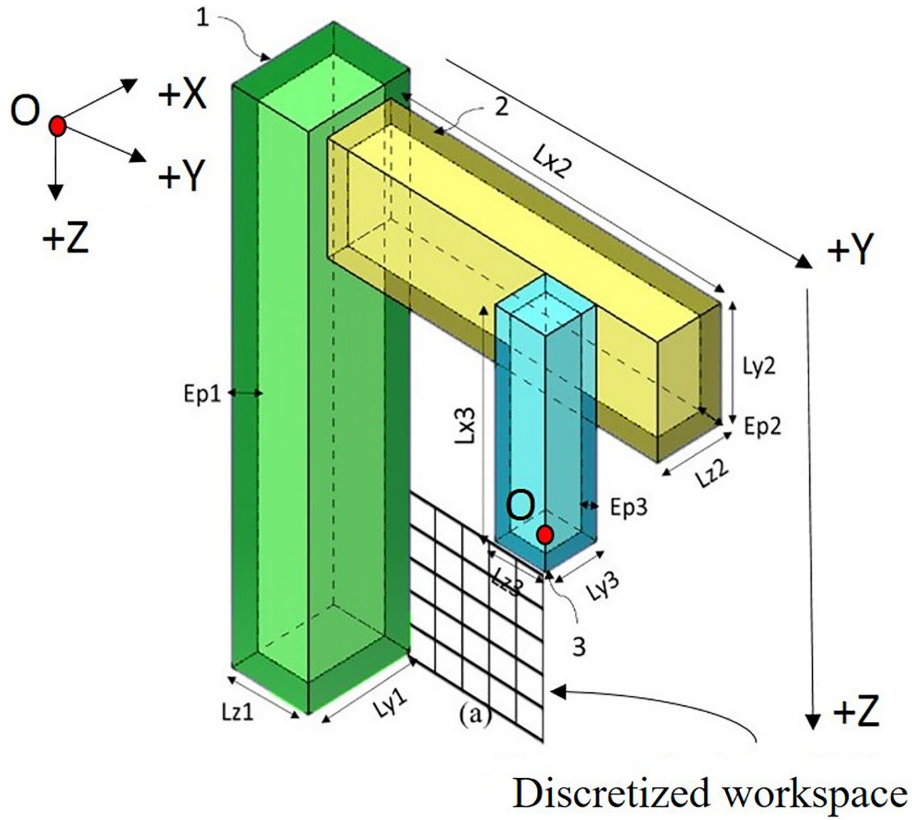 1
O
+X
+Y
+Z
2
Lx2
+Y
Ly2
Ep1
Lx3
Ep2
Lz2
O
Ep3
Lz3
Ly3
3
Lz1
Ly1
(a)
+Z
Discretized workspace